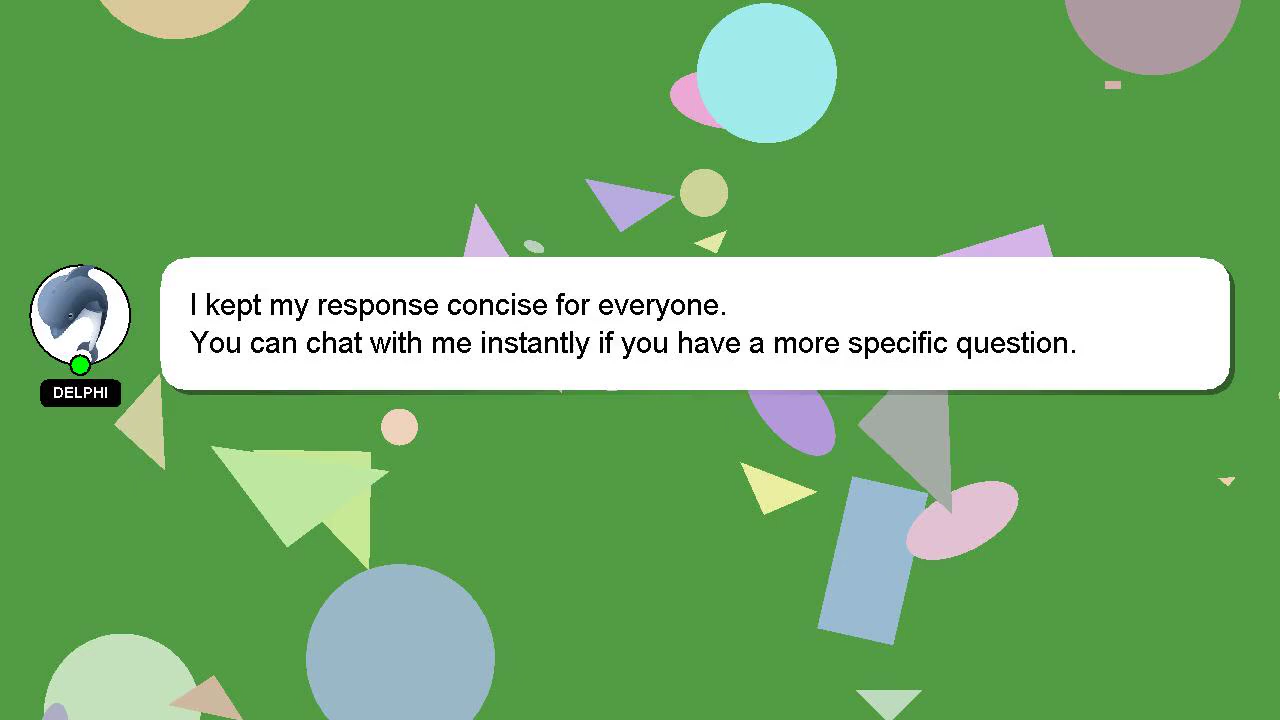 I kept my response concise for everyone.
You can chat with me instantly if you have a more specific question.
DELPHI